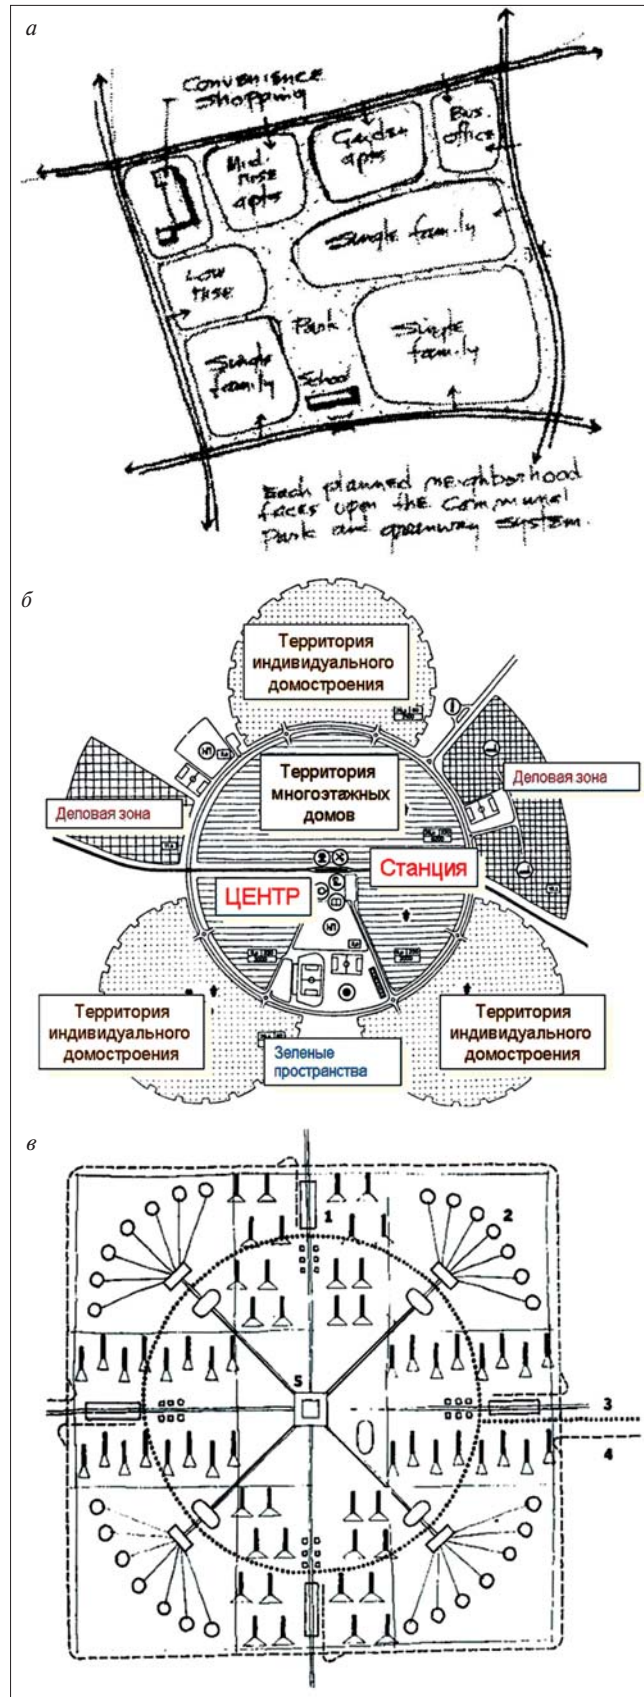 а
Convenience
Shopping
Mid.
rise
apts
Garden
apts
Bus.
office
Single family
Low
rise
Park
Single
family
Single
family
School
Each planned neighborhood
faces upon the Communal
Park and greenway system.
б
Территория
индивидуального
домостроения
Деловая зона
Территория
многоэтажных
домов
Деловая зона
Станция
ЦЕНТР
Территория
индивидуального
домостроения
Территория
индивидуального
домостроения
Зеленые
пространства
в
1
2
5
3
4